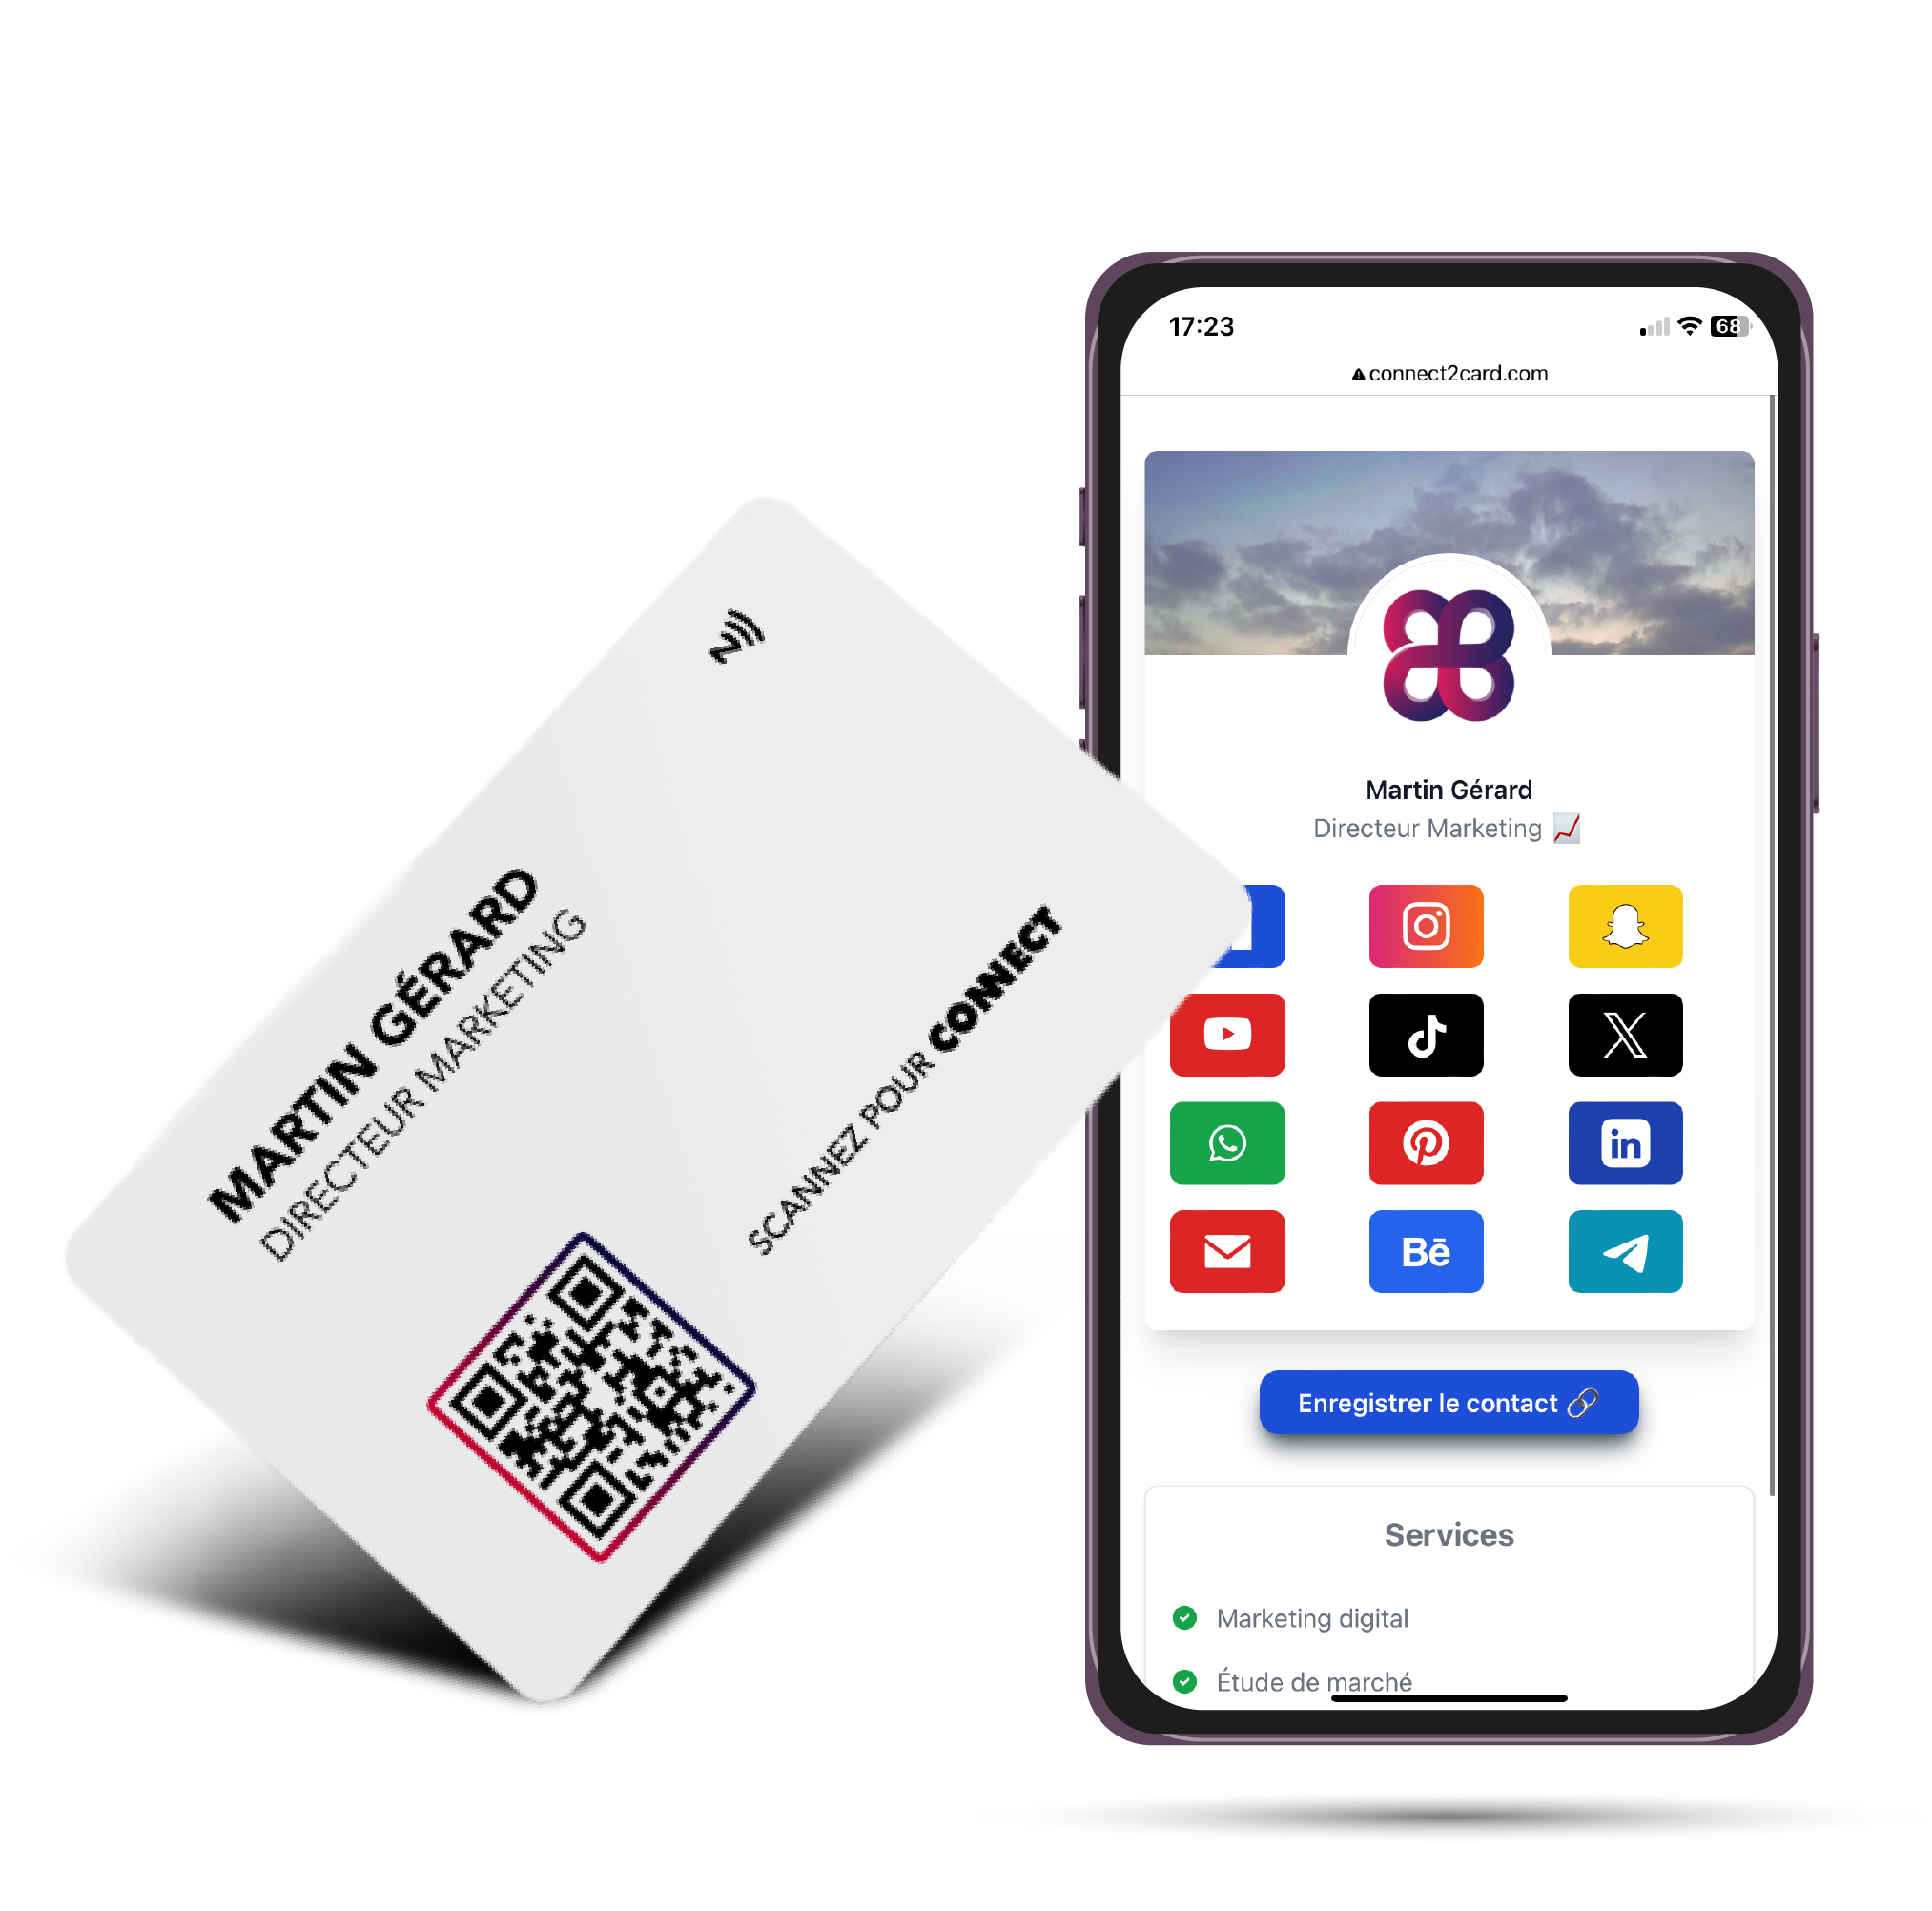 MARTIN GÉRARD
DIRECTEUR MARKETING
SCANNEZ POUR CONNECT
17:23
68
connect2card.com
Martin Gérard
Directeur Marketing
in
Bē
Enregistrer le contact
Services
Marketing digital
Étude de marché